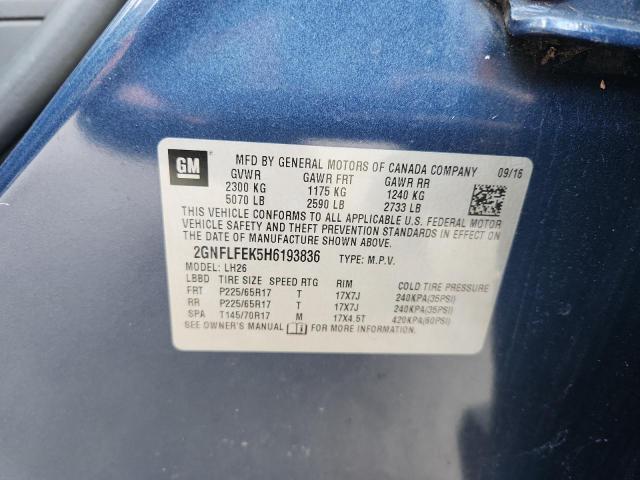 GM
MFD BY GENERAL MOTORS OF CANADA COMPANY 09/16
GVWR GAWR FRT GAWR RR
2300 KG 1175 KG 1240 KG
5070 LB 2590 LB 2733 LB
THIS VEHICLE CONFORMS TO ALL APPLICABLE U.S. FEDERAL MOTOR
VEHICLE SAFETY AND THEFT PREVENTION STANDARDS IN EFFECT ON
THE DATE OF MANUFACTURE SHOWN ABOVE.
2GNFLFEK5H6193836 TYPE: M.P.V.
MODEL: LH26
LBBD TIRE SIZE SPEED RTG RIM COLD TIRE PRESSURE
FRT P225/65R17 T 17X7J 240KPA(35PSI)
RR P225/65R17 T 17X7J 240KPA(35PSI)
SPA T145/70R17 M 17X4.5T 420KPA(60PSI)
SEE OWNER'S MANUAL FOR MORE INFORMATION.